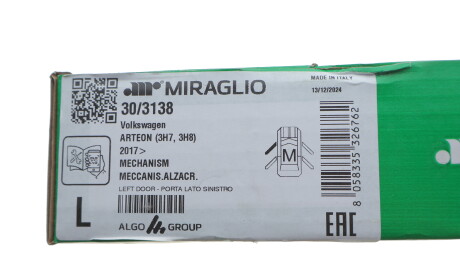 am MIRAGLIO
30/3138
Volkswagen
ARTEON (3H7, 3H8)
2017>
MECHANISM
MECCANIS.ALZACR.
LEFT DOOR - PORTA LATO SINISTRO
L
ALGO GROUP
MADE IN ITALY
13/12/2024
M
8 058335 326762
EAC